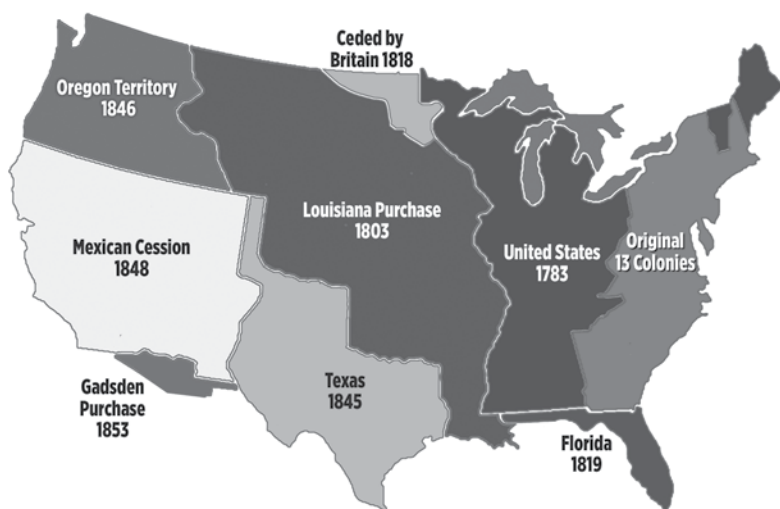 Ceded by
Britain 1818
Oregon Territory
1846
Louisiana Purchase
1803
Mexican Cession
1848
United States
1783
Original
13 Colonies
Gadsden
Purchase
1853
Texas
1845
Florida
1819